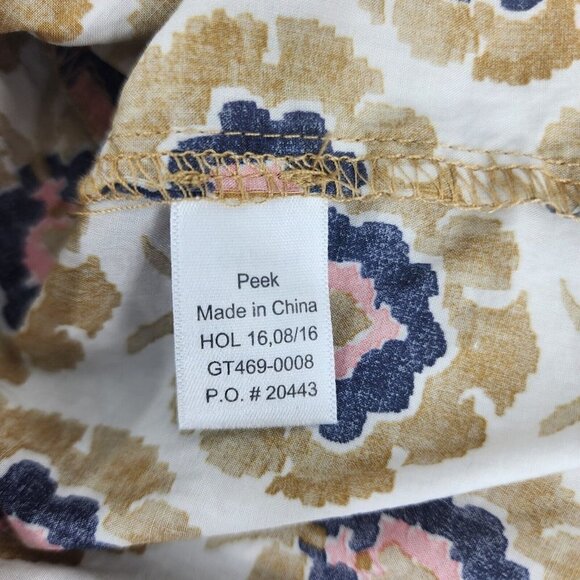 Peek
Made in China
HOL 16,08/16
GT469-0008
P.O. # 20443